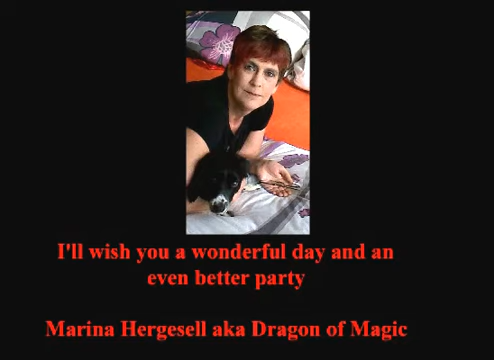 I'll wish you a wonderful day and an
even better party
Marina Hergesell aka Dragon of Magic